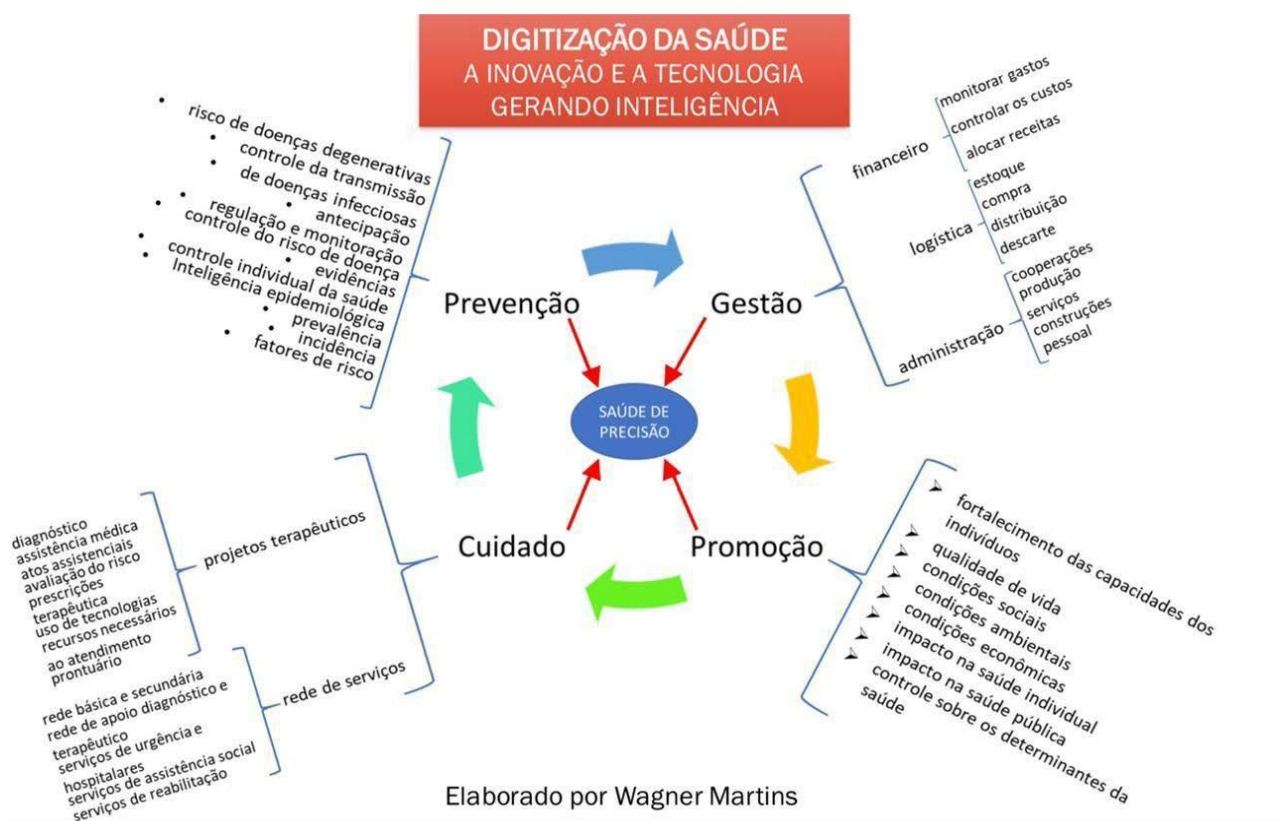 DIGITIZAÇÃO DA SAÚDE
A INOVAÇÃO E A TECNOLOGIA
GERANDO INTELIGÊNCIA
risco de doenças degenerativas
controle da transmissão
de doenças infecciosas
antecipação
regulação e monitoração
controle do risco de doença
evidências
controle individual da saúde
Inteligência epidemiológica
prevalência
incidência
fatores de risco
Prevenção
Gestão
financeiro
monitorar gastos
controlar os custos
alocar receitas
logística
estoque
compra
distribuição
descarte
administração
cooperações
produção
serviços
construções
pessoal
SAÚDE DE
PRECISÃO
Cuidado
projetos terapêuticos
diagnóstico
assistência médica
atos assistenciais
avaliação do risco
prescrições
terapêutica
uso de tecnologias
recursos necessários
ao atendimento
prontuário
rede de serviços
rede básica e secundária
rede de apoio diagnóstico e
terapêutico
serviços de urgência e
hospitalares
serviços de assistência social
serviços de reabilitação
Promoção
fortalecimento das capacidades dos
indivíduos
qualidade de vida
condições sociais
condições ambientais
condições econômicas
impacto na saúde individual
impacto na saúde pública
controle sobre os determinantes da
saúde
Elaborado por Wagner Martins